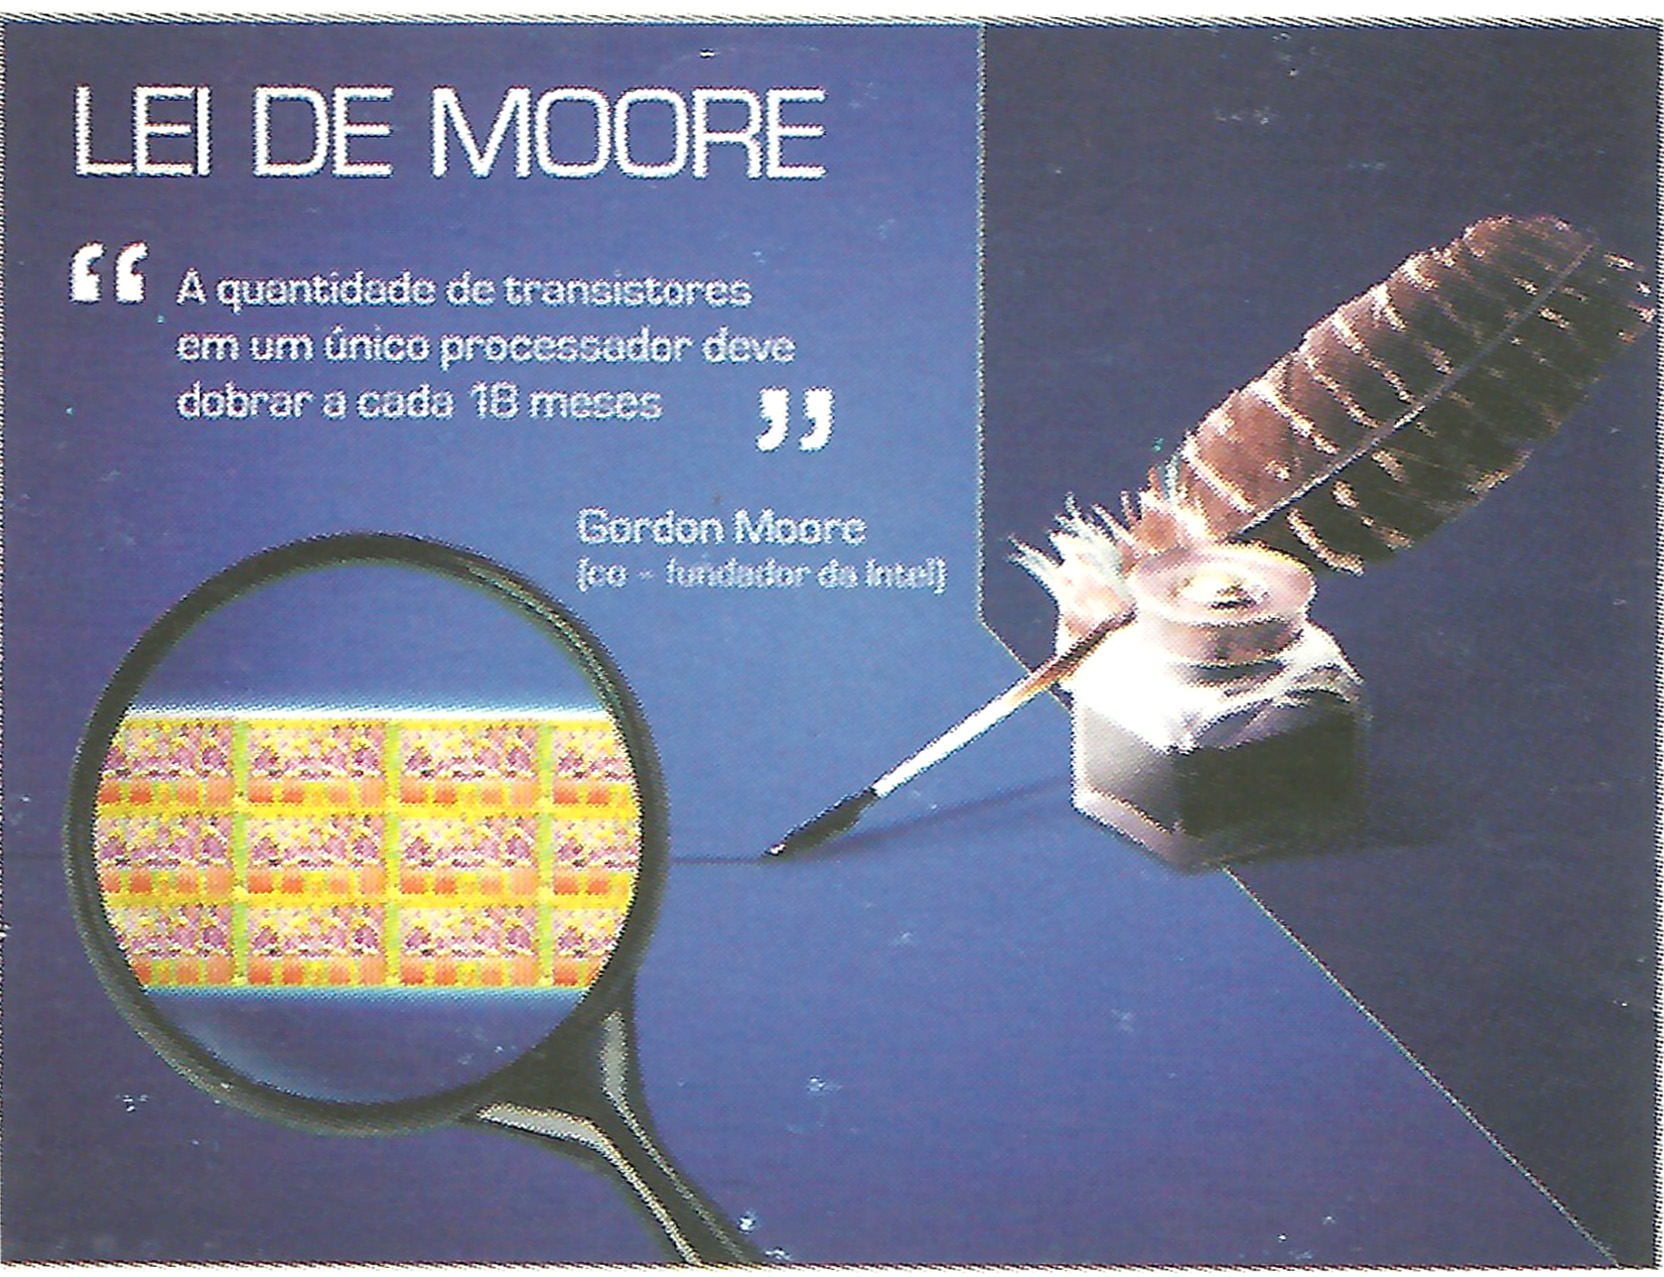 LEI DE MOORE
“ A quantidade de transistores
em um único processador deve
dobrar a cada 18 meses ”
Gordon Moore
(co - fundador da Intel)